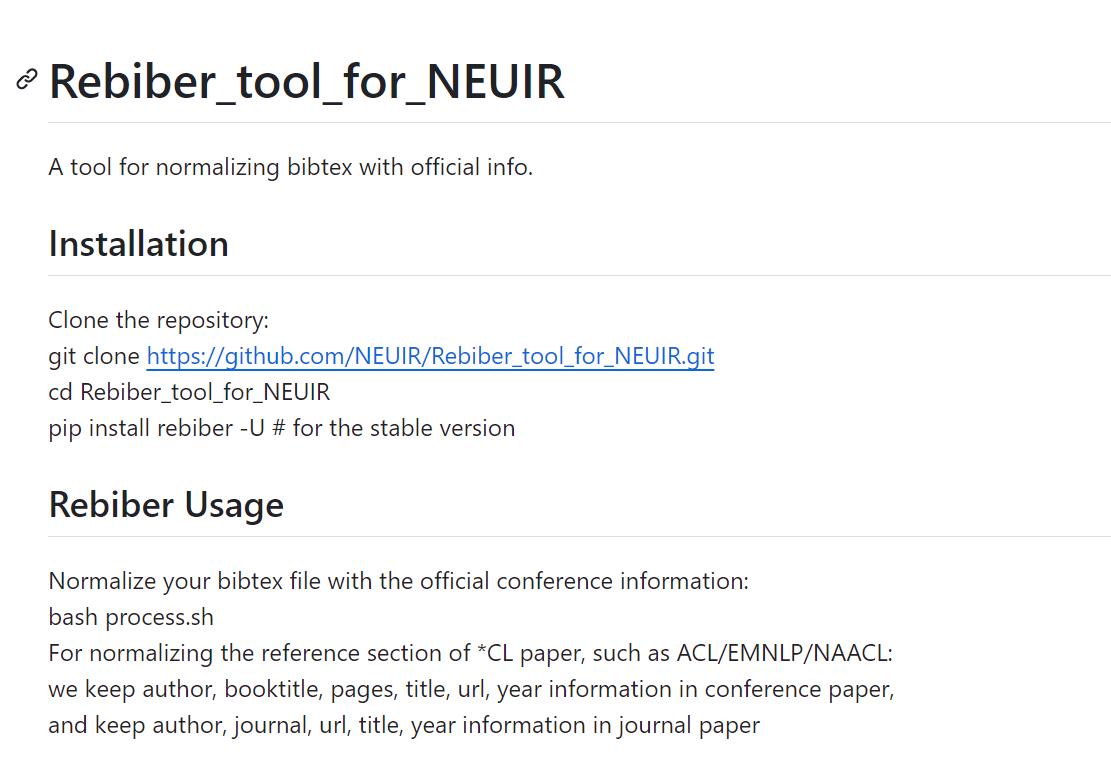 Rebiber_tool_for_NEUIR
A tool for normalizing bibtex with official info.
Installation
Clone the repository:
git clone https://github.com/NEUIR/Rebiber_tool_for_NEUIR.git
cd Rebiber_tool_for_NEUIR
pip install rebiber -U # for the stable version
Rebiber Usage
Normalize your bibtex file with the official conference information:
bash process.sh
For normalizing the reference section of *CL paper, such as ACL/EMNLP/NAACL:
we keep author, booktitle, pages, title, url, year information in conference paper,
and keep author, journal, url, title, year information in journal paper